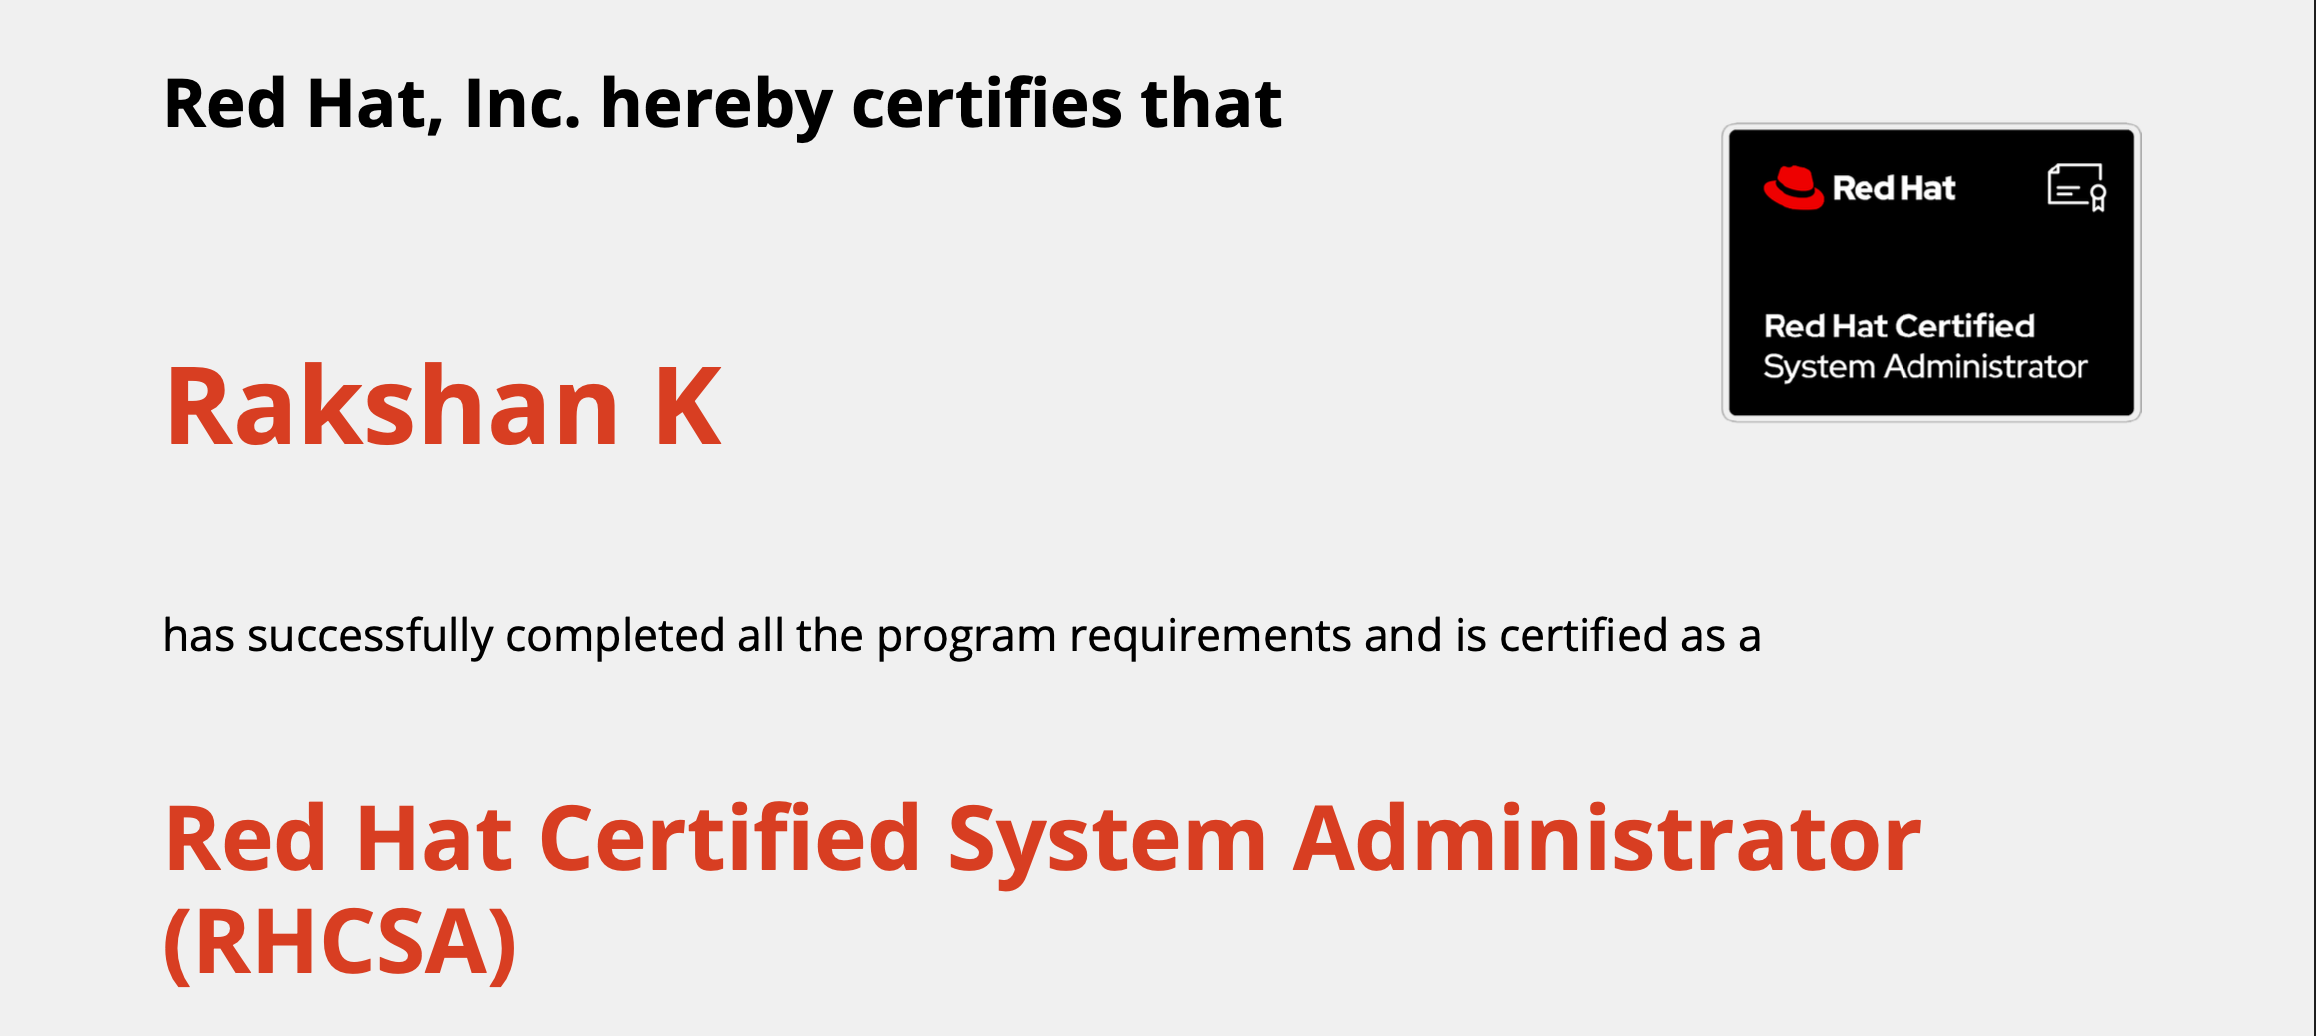 Red Hat, Inc. hereby certifies that
Red Hat
Red Hat Certified
System Administrator
Rakshan K
has successfully completed all the program requirements and is certified as a
Red Hat Certified System Administrator
(RHCSA)